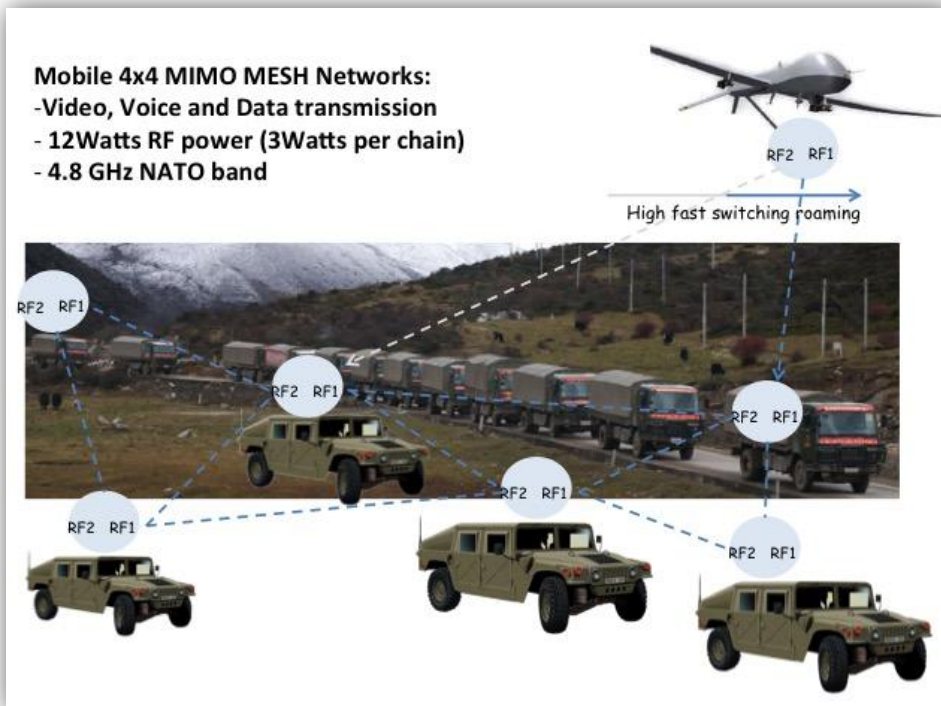 Mobile 4x4 MIMO MESH Networks:
-Video, Voice and Data transmission
- 12Watts RF power (3Watts per chain)
- 4.8 GHz NATO band
RF2 RF1
High fast switching roaming
RF2 RF1
RF2 RF1
RF2 RF1
RF2 RF1
RF2 RF1
RF2 RF1